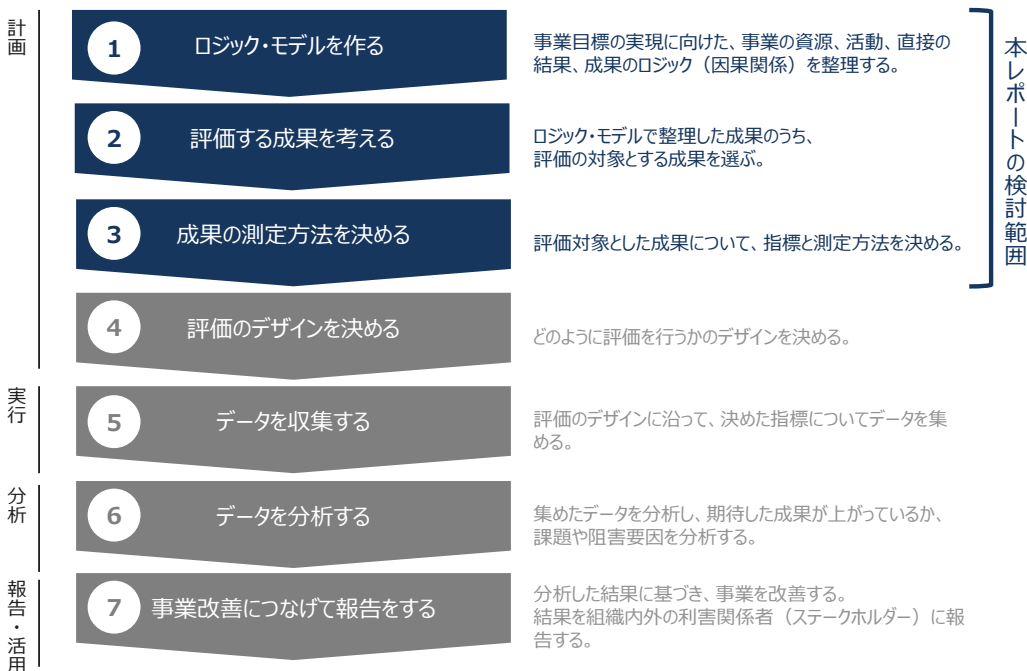 計画
1
ロジック・モデルを作る
事業目標の実現に向けた、事業の資源、活動、直接の
結果、成果のロジック（因果関係）を整理する。
2
評価する成果を考える
ロジック・モデルで整理した成果のうち、
評価の対象とする成果を選ぶ。
3
成果の測定方法を決める
評価対象とした成果について、指標と測定方法を決める。
本レポートの検討範囲
4
評価のデザインを決める
どのように評価を行うかのデザインを決める。
実行
5
データを収集する
評価のデザインに沿って、決めた指標についてデータを集
める。
分析
6
データを分析する
集めたデータを分析し、期待した成果が上がっているか、
課題や阻害要因を分析する。
報告・活用
7
事業改善につなげて報告をする
分析した結果に基づき、事業を改善する。
結果を組織内外の利害関係者（ステークホルダー）に報
告する。